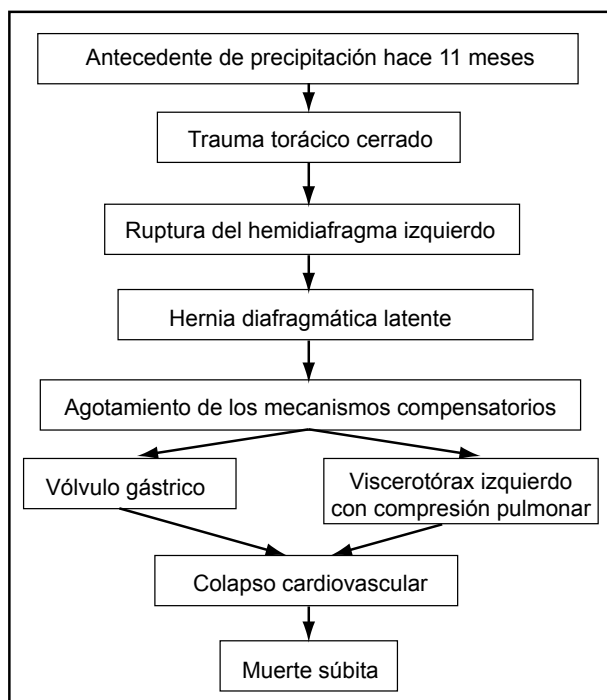 Antecedente de precipitación hace 11 meses
Trauma torácico cerrado
Ruptura del hemidiafragma izquierdo
Hernia diafragmática latente
Agotamiento de los mecanismos compensatorios
Vólvulo gástrico
Viscerotórax izquierdo
con compresión pulmonar
Colapso cardiovascular
Muerte súbita